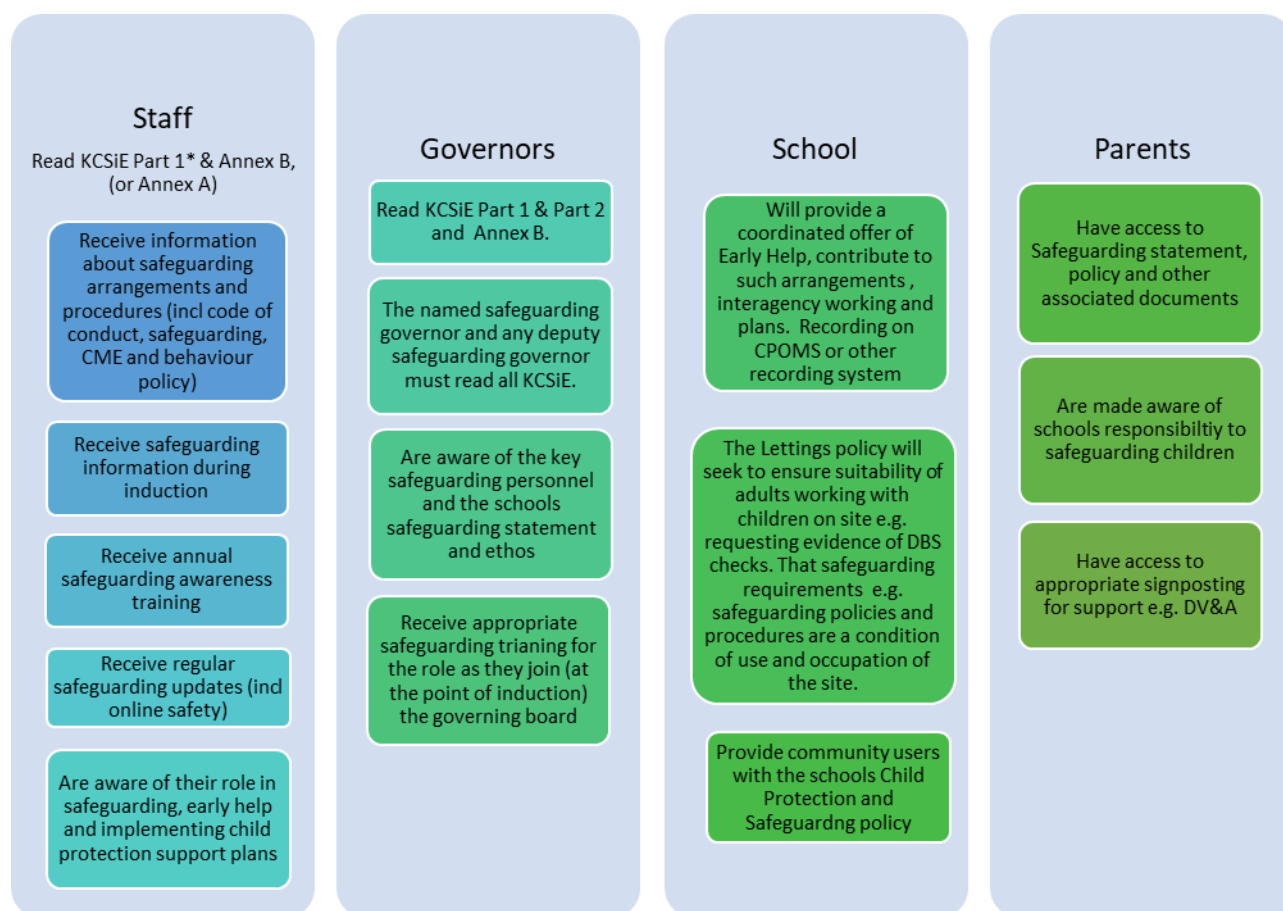 Staff
Read KCSiE Part 1* & Annex B,
(or Annex A)
Receive information
about safeguarding
arrangements and
procedures (incl code of
conduct, safeguarding,
CME and behaviour
policy)
Receive safeguarding
information during
induction
Receive annual
safeguarding awareness
training
Receive regular
safeguarding updates (incl
online safety)
Are aware of their role in
safeguarding, early help
and implementing child
protection support plans
Governors
Read KCSiE Part 1 & Part 2
and Annex B.
The named safeguarding
governor and any deputy
safeguarding governor
must read all KCSiE.
Are aware of the key
safeguarding personnel
and the schools
safeguarding statement
and ethos
Receive appropriate
safeguarding trianing for
the role as they join (at
the point of induction)
the governing board
School
Will provide a
coordinated offer of
Early Help, contribute to
such arrangements ,
interagency working and
plans. Recording on
CPOMS or other
recording system
The Lettings policy will
seek to ensure suitability of
adults working with
children on site e.g.
requesting evidence of DBS
checks. That safeguarding
requirements e.g.
safeguarding policies and
procedures are a condition
of use and occupation of
the site.
Provide community users
with the schools Child
Protection and
Safeguardng policy
Parents
Have access to
Safeguarding statement,
policy and other
associated documents
Are made aware of
schools responsibiltiy to
safeguarding children
Have access to
appropriate signposting
for support e.g. DV&A